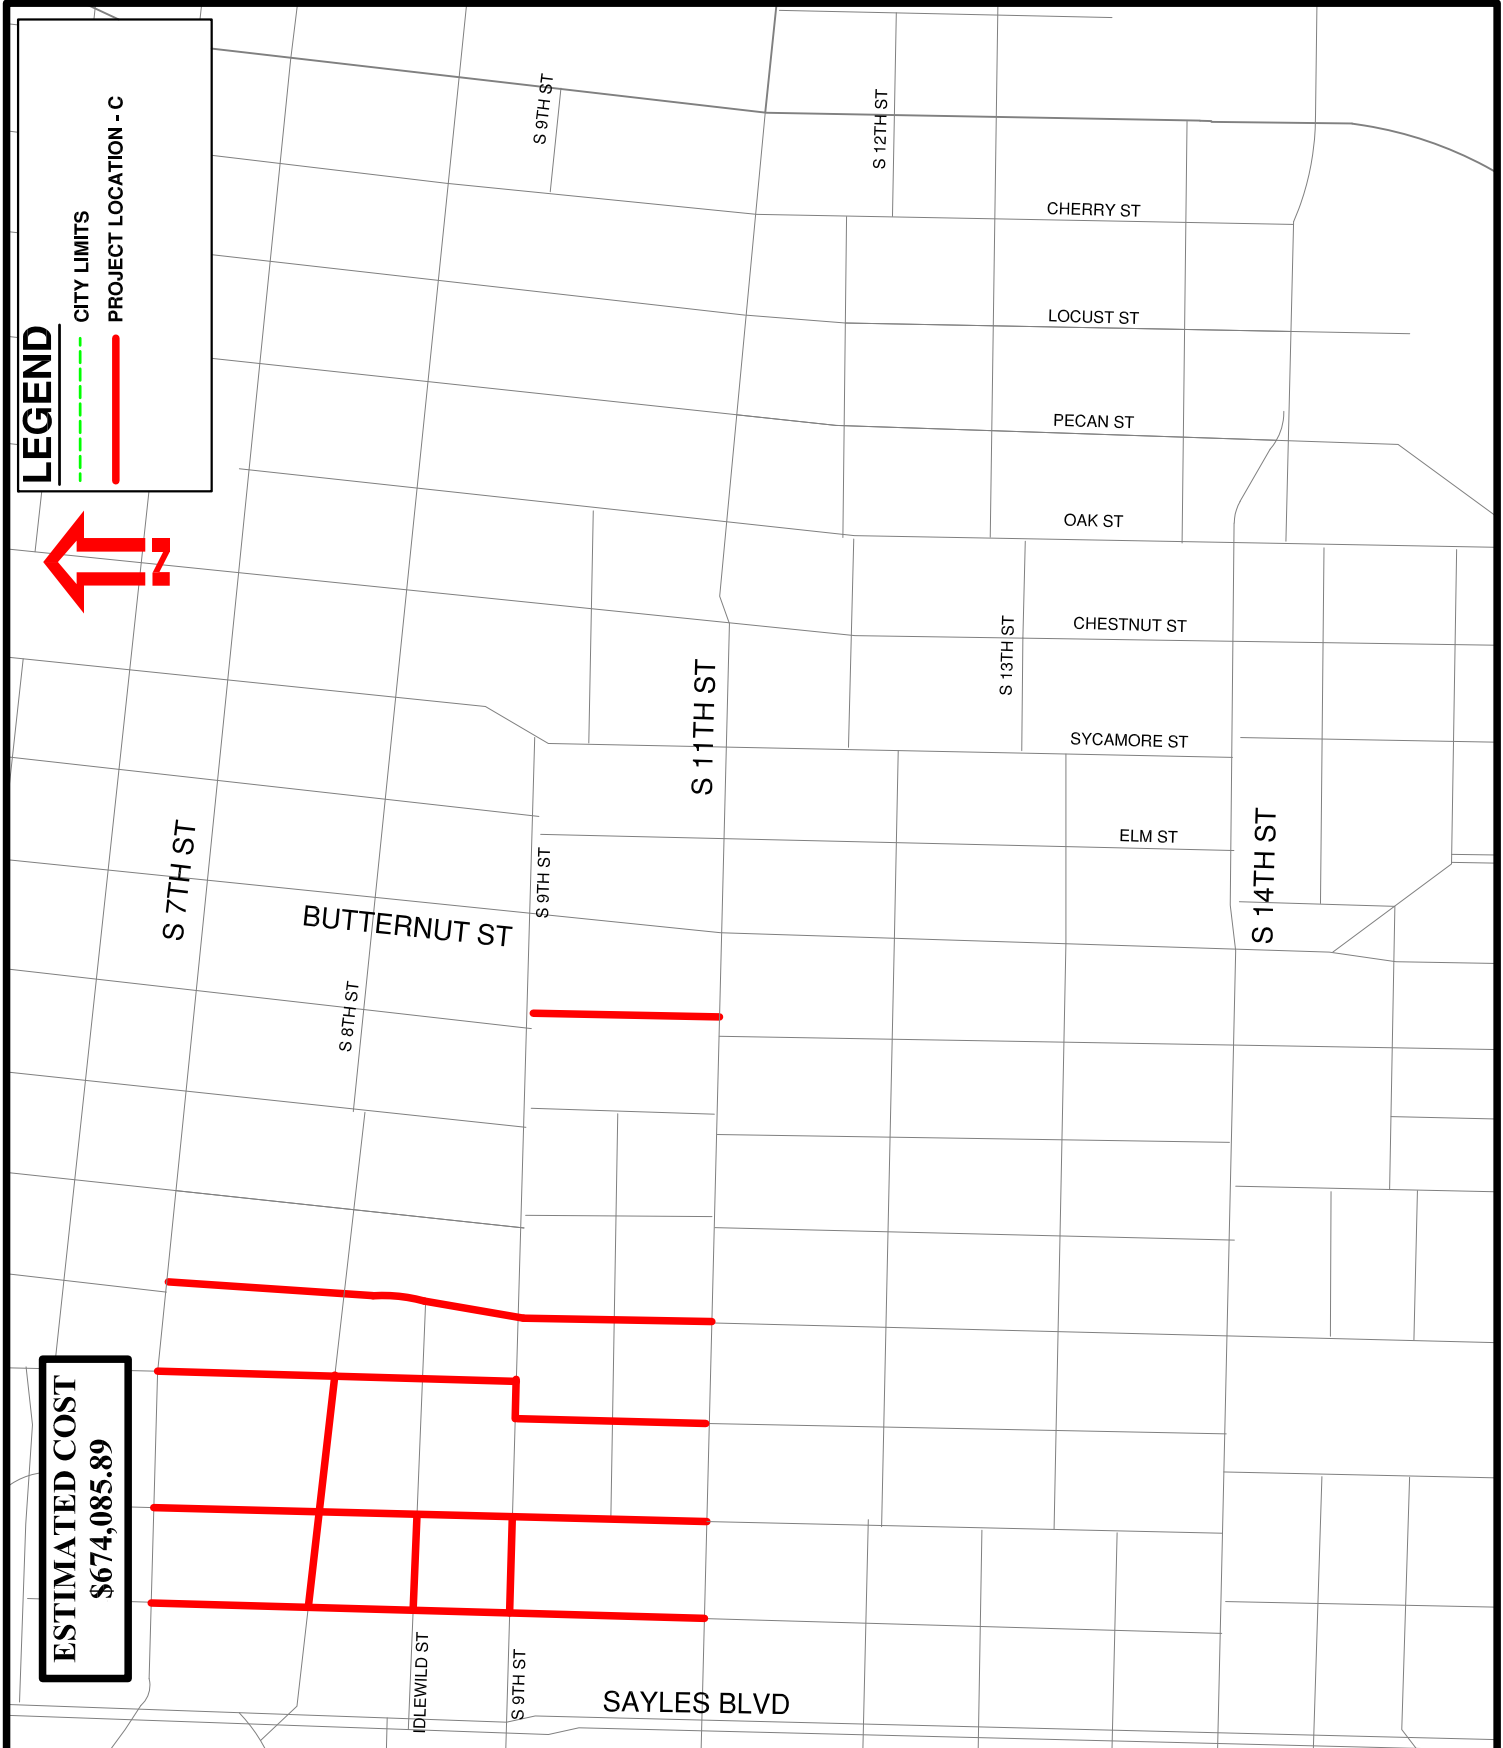 LEGEND
CITY LIMITS
PROJECT LOCATION - C
N
S 9TH ST
S 12TH ST
CHERRY ST
LOCUST ST
PECAN ST
OAK ST
CHESTNUT ST
S 13TH ST
S 11TH ST
SYCAMORE ST
ELM ST
S 14TH ST
S 7TH ST
S 9TH ST
BUTTERNUT ST
S 8TH ST
ESTIMATED COST
$674,085.89
IDLEWILD ST
S 9TH ST
SAYLES BLVD